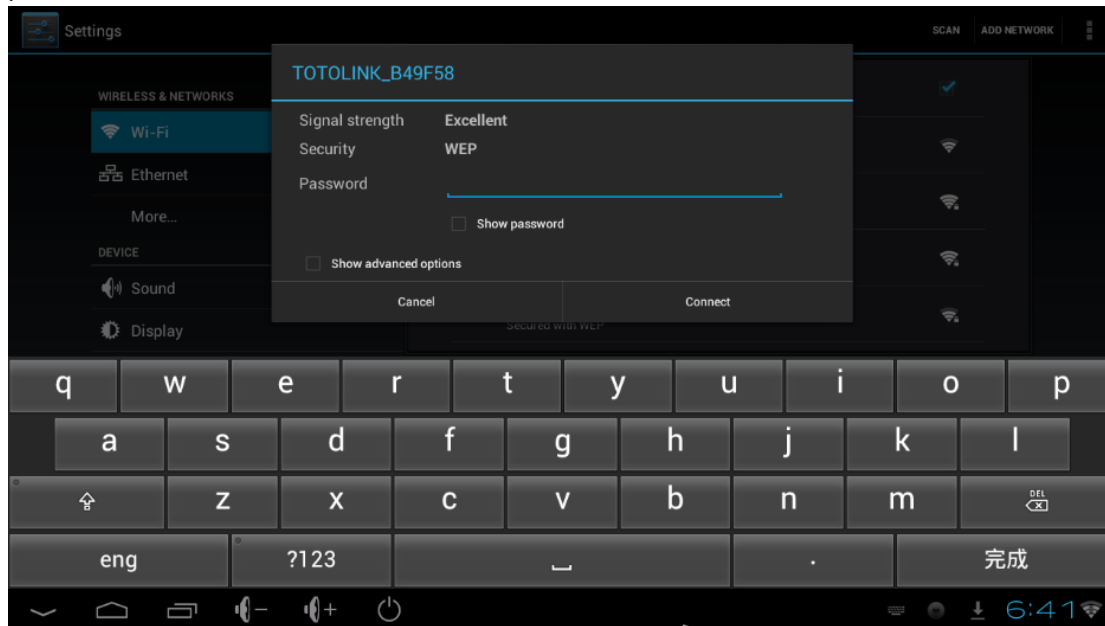 Settings
SCAN ADD NETWORK
TOTOLINK_B49F58
WIRELESS & NETWORKS
Signal strength Excellent
Wi-Fi
Security WEP
Ethernet
Password
More...
Show password
DEVICE
Show advanced options
Sound
Cancel Connect
Secured with WEP
Display
q w e r t y u i o p
a s d f g h j k l
z x c v b n m DEL
eng ?123 . 完成
6:41